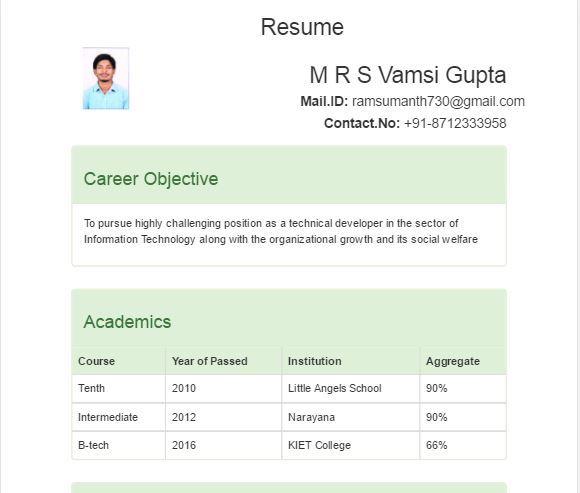 Resume
M R S Vamsi Gupta
Mail.ID: ramsumanth730@gmail.com
Contact.No: +91-8712333958
Career Objective
To pursue highly challenging position as a technical developer in the sector of
Information Technology along with the organizational growth and its social welfare
Academics
Course Year of Passed Institution Aggregate
Tenth 2010 Little Angels School 90%
Intermediate 2012 Narayana 90%
B-tech 2016 KIET College 66%